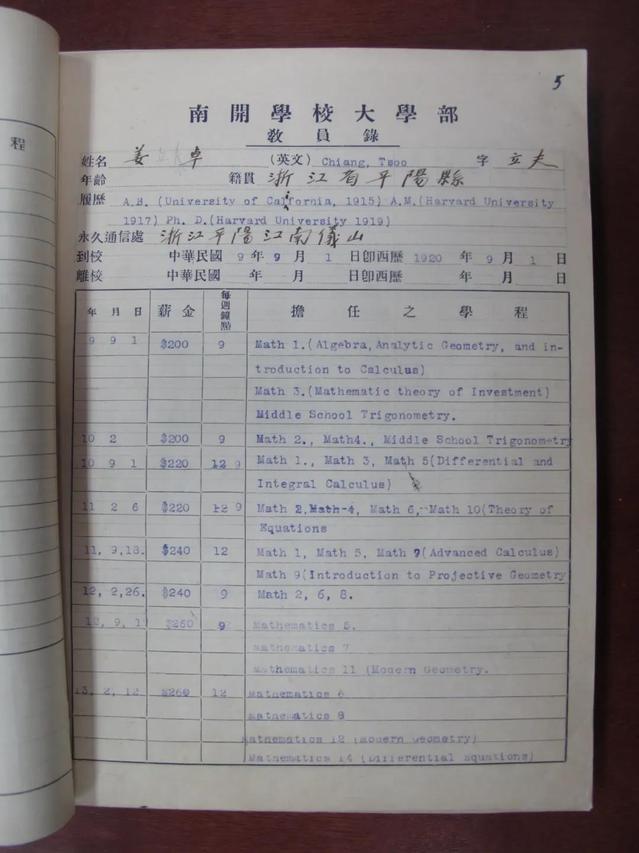 程
5
南開學校大學部
教員錄
姓名 姜 卓 (英文) Chiang, Tsoo 字 立夫
年齡 籍貫 浙江省平陽縣
履歷 A.B. (University of California, 1915) A.M.(Harvard University
1917) Ph. D.(Harvard University 1919)
永久通信處 浙江平陽江南儀山
到校 中華民國 9 年 9 月 1 日卽西歷 1920 年 9 月 1 日
離校 中華民國 年 月 日卽西歷 年 月 日
年 月 日 薪金 每週鐘點 擔任之學程
9 9 1 $200 9 Math 1.(Algebra,Analytic Geometry, and in-
troduction to Calculus)
Math 3.(Mathematic theory of Investment)
Middle School Trigonometry.
10 2 $200 9 Math 2., Math4., Middle School Trigonometry
10 9 1 $220 12 9 Math 1., Math 3, Math 5(Differential and
Integral Calculus)
11 2 6 $220 12 9 Math 2,Math-4, Math 6, Math 10(Theory of
Equations
11, 9,18. $240 12 Math 1, Math 5, Math 7(Advanced Calculus)
Math 9(Introduction to Projective Geometry
12, 2,26. $240 9 Math 2, 6, 8.
12, 9, 1 $260 9 Mathematics 5.
Mathematics 7
Mathematics 11 (Modern Geometry.
13, 2, 12 $260 12 Mathematics 6
Mathematics 8
Mathematics 12 (Modern Geometry)
Mathematics 14 (Differential Equations)